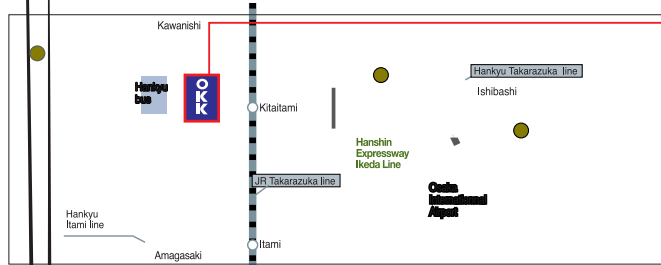 Kawanishi
Hankyu
bus
OKK
Kitaitami
Hankyu Takarazuka line
Ishibashi
Hanshin
Expressway
Ikeda Line
JR Takarazuka line
Osaka
International
Airport
Hankyu
Itami line
Amagasaki
Itami